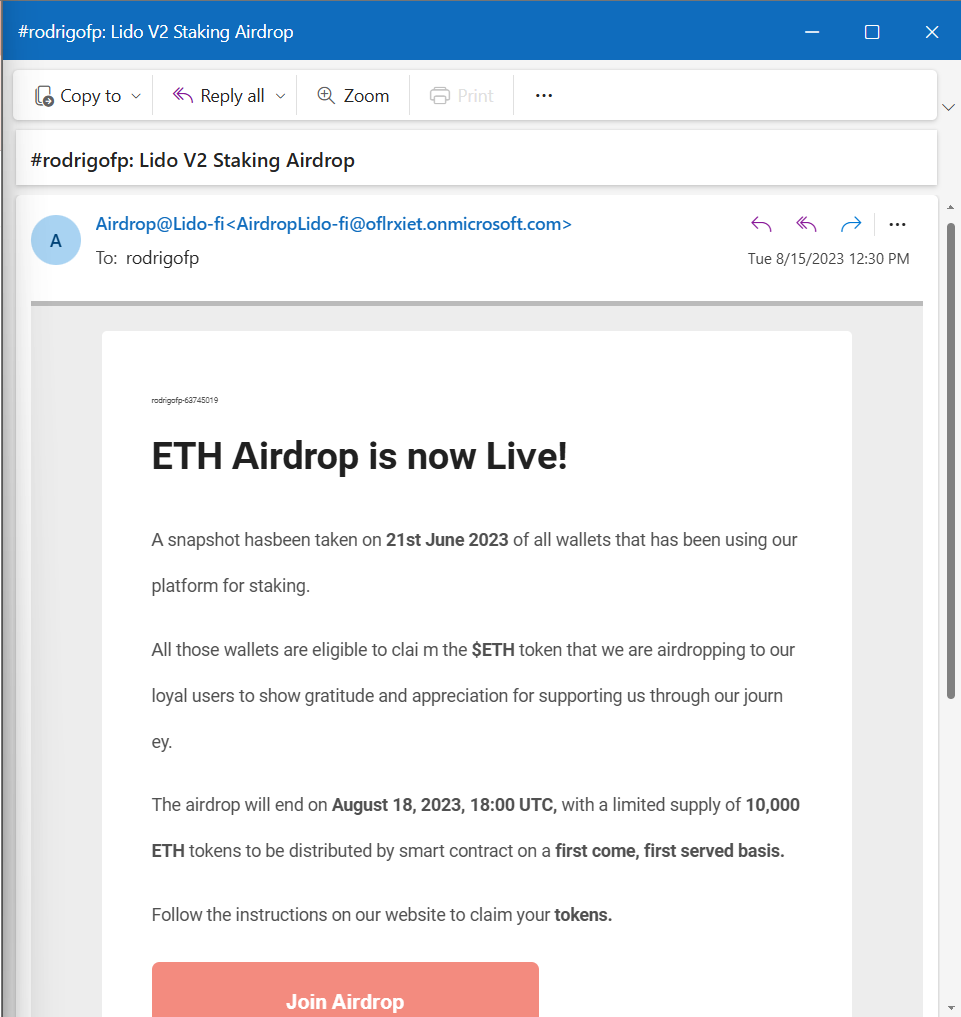 #rodrigofp: Lido V2 Staking Airdrop
Copy to
Reply all
Zoom
Print
#rodrigofp: Lido V2 Staking Airdrop
A
Airdrop@Lido-fi<AirdropLido-fi@oflrxiet.onmicrosoft.com>
To: rodrigofp
Tue 8/15/2023 12:30 PM
rodrigofp-63745019
ETH Airdrop is now Live!
A snapshot hasbeen taken on 21st June 2023 of all wallets that has been using our
platform for staking.
All those wallets are eligible to clai m the $ETH token that we are airdropping to our
loyal users to show gratitude and appreciation for supporting us through our journ
ey.
The airdrop will end on August 18, 2023, 18:00 UTC, with a limited supply of 10,000
ETH tokens to be distributed by smart contract on a first come, first served basis.
Follow the instructions on our website to claim your tokens.
Join Airdrop